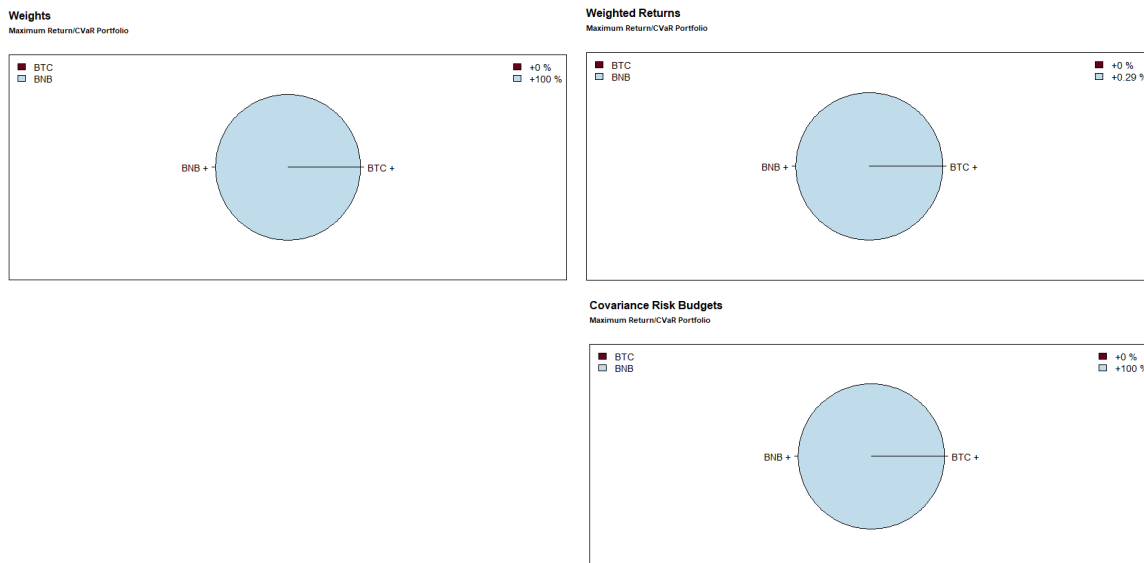 Weights
Maximum Return/CVaR Portfolio
BTC +0 %
BNB +100 %
BNB + BTC +
Weighted Returns
Maximum Return/CVaR Portfolio
BTC +0 %
BNB +0.29 %
BNB + BTC +
Covariance Risk Budgets
Maximum Return/CVaR Portfolio
BTC +0 %
BNB +100 %
BNB + BTC +